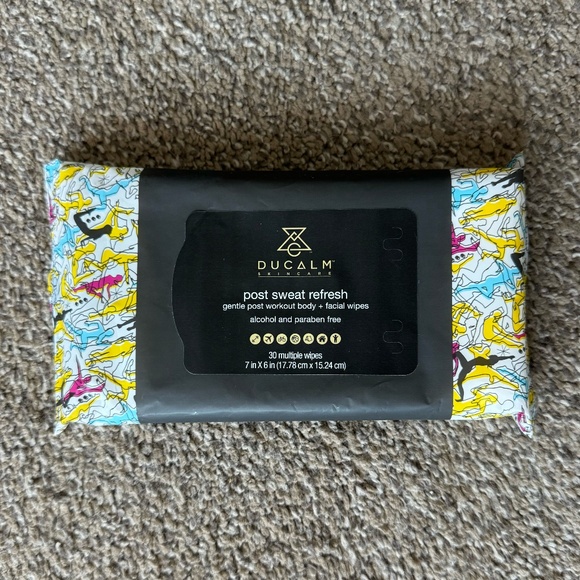 DUCALM™
SKINCARE
post sweat refresh
gentle post workout body + facial wipes
alcohol and paraben free
30 multiple wipes
7 in X 6 in (17.78 cm x 15.24 cm)